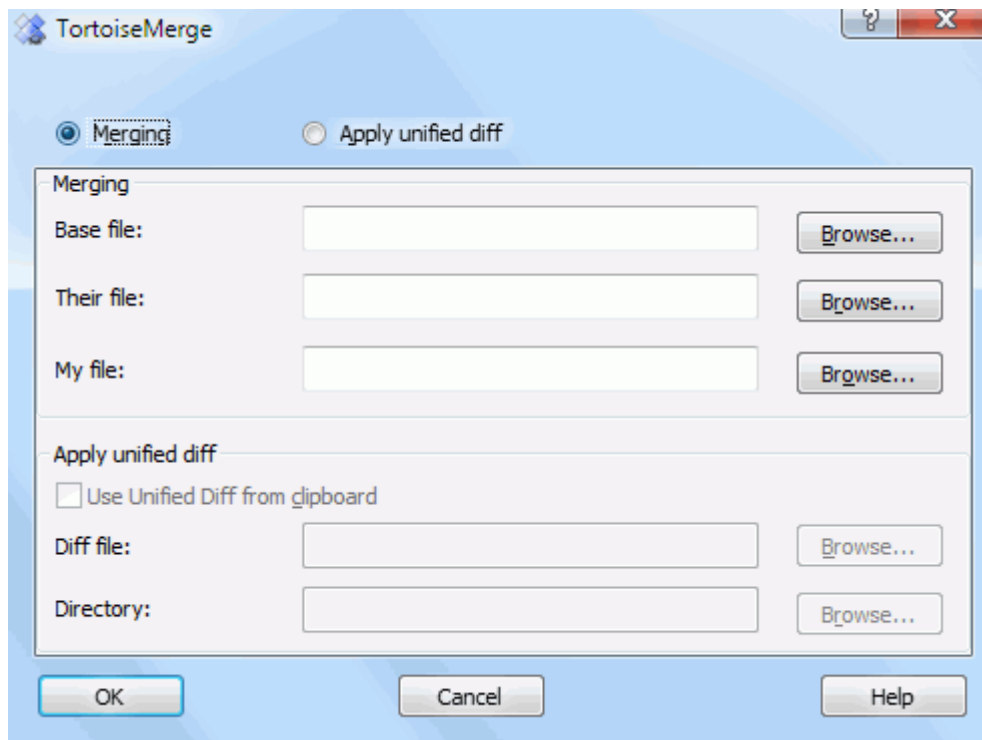 TortoiseMerge
Merging Apply unified diff
Merging
Base file: Browse...
Their file: Browse...
My file: Browse...
Apply unified diff
Use Unified Diff from clipboard
Diff file: Browse...
Directory: Browse...
OK Cancel Help